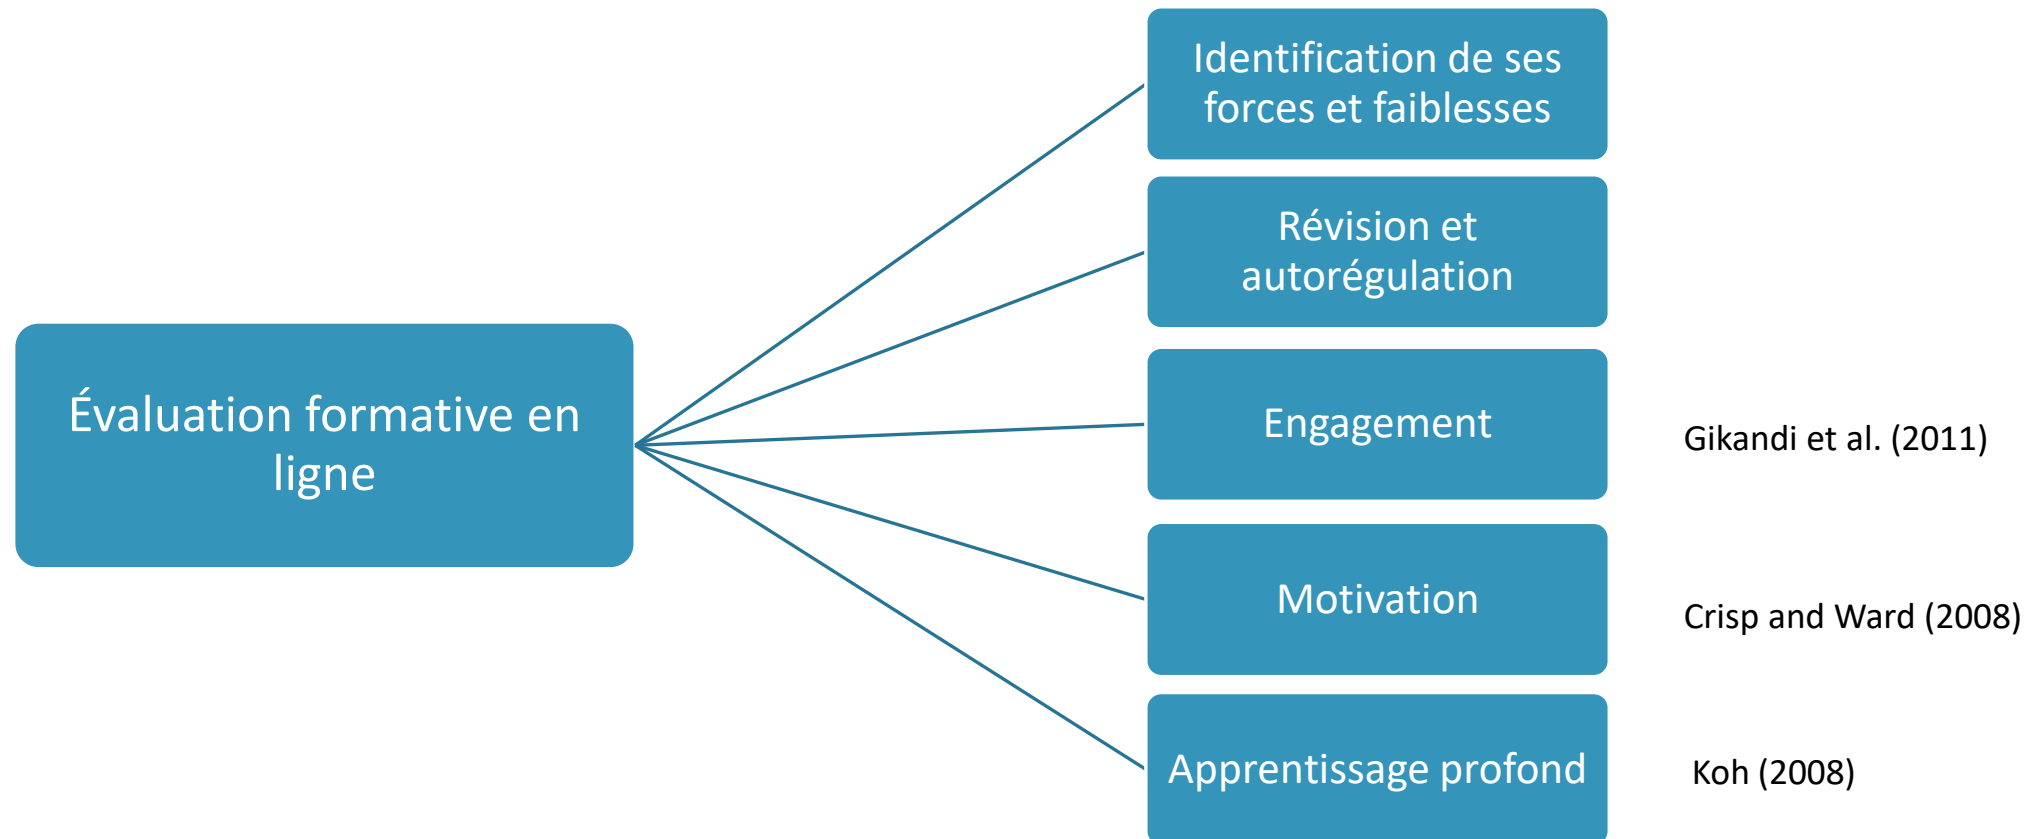 Évaluation formative en
ligne
Identification de ses
forces et faiblesses
Révision et
autorégulation
Engagement
Gikandi et al. (2011)
Motivation
Crisp and Ward (2008)
Apprentissage profond
Koh (2008)